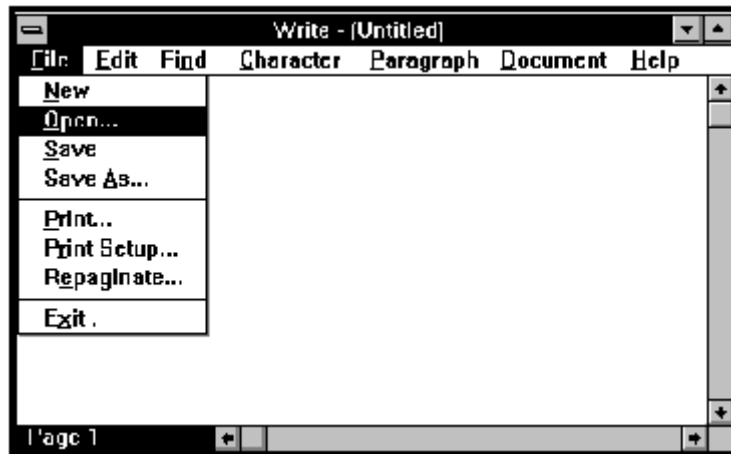 Write - (Untitled)
File Edit Find Character Paragraph Document Help
New
Open...
Save
Save As...
Print...
Print Setup...
Repaginate...
Exit .
Page 1